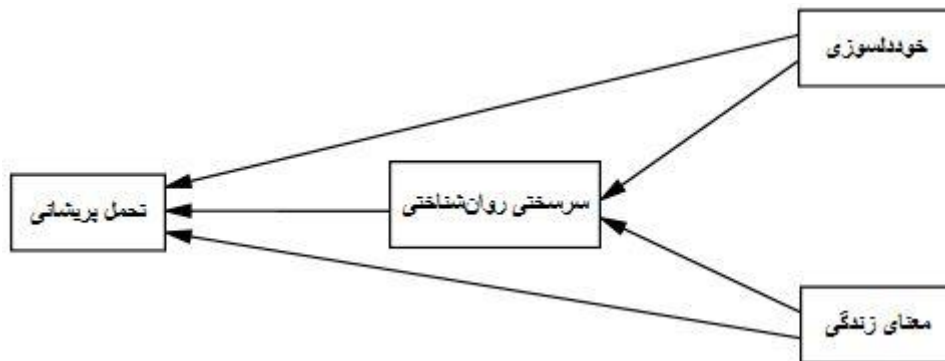 خوددلسوزی
سرسختی روان‌شناختی
تحمل پریشانی
معنای زندگی